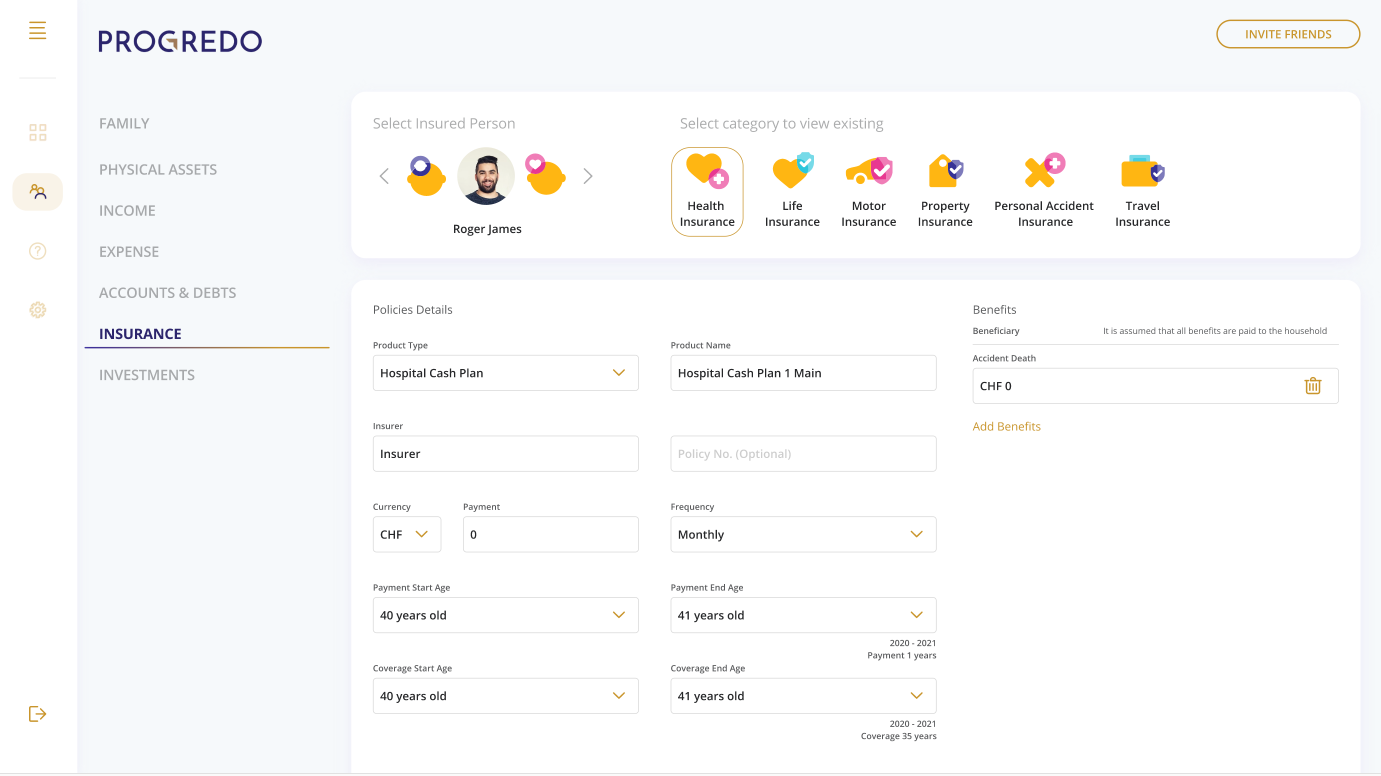 PROGREDO
INVITE FRIENDS
FAMILY
PHYSICAL ASSETS
INCOME
EXPENSE
ACCOUNTS & DEBTS
INSURANCE
INVESTMENTS
Select Insured Person
Roger James
Select category to view existing
Health
Insurance
Life
Insurance
Motor
Insurance
Property
Insurance
Personal Accident
Insurance
Travel
Insurance
Policies Details
Product Type
Hospital Cash Plan
Product Name
Hospital Cash Plan 1 Main
Insurer
Insurer
Policy No. (Optional)
Currency
CHF
Payment
0
Frequency
Monthly
Payment Start Age
40 years old
Payment End Age
41 years old
2020 - 2021
Payment 1 years
Coverage Start Age
40 years old
Coverage End Age
41 years old
2020 - 2021
Coverage 35 years
Benefits
Beneficiary
It is assumed that all benefits are paid to the household
Accident Death
CHF 0
Add Benefits